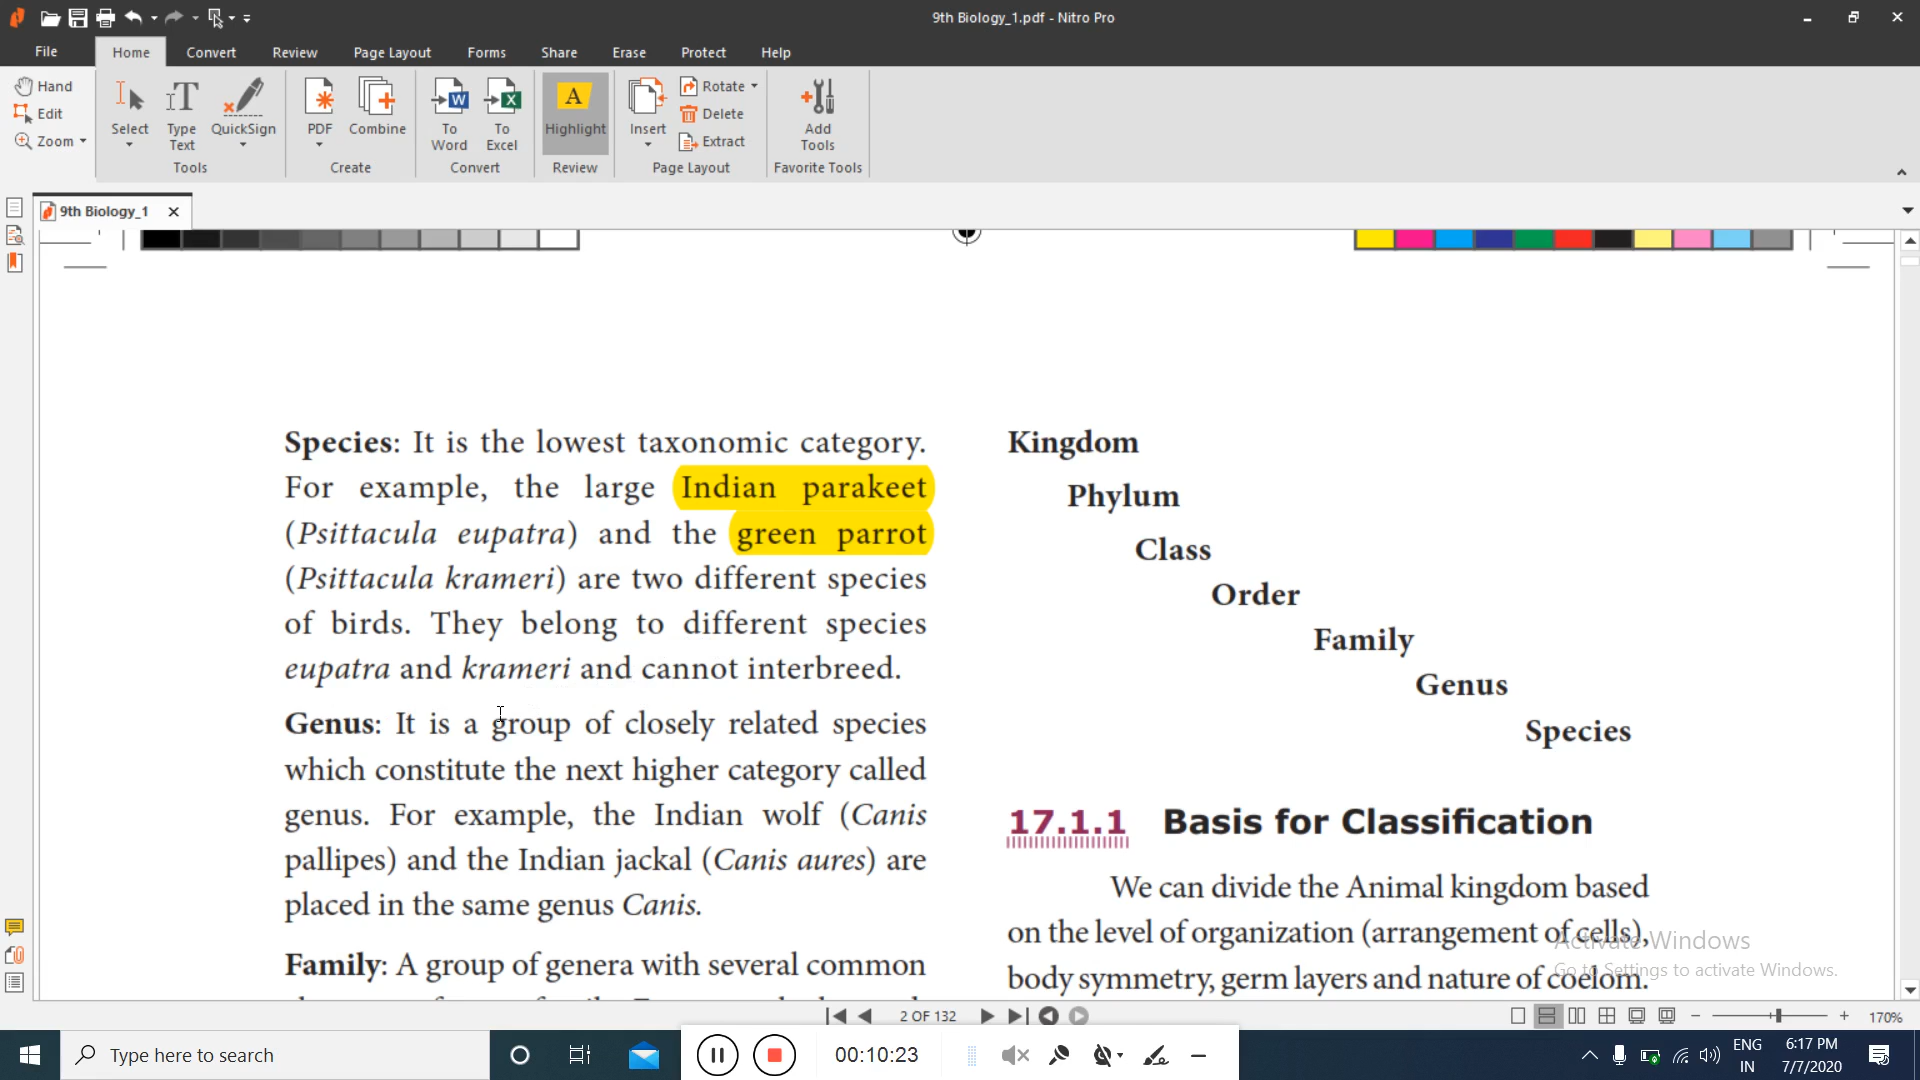 9th Biology_1.pdf - Nitro Pro
File Home Convert Review Page Layout Forms Share Erase Protect Help
Hand
Edit
Zoom
Select
Type Text
QuickSign
Tools
PDF
Combine
Create
To Word
To Excel
Convert
Highlight
Review
Insert
Rotate
Delete
Extract
Page Layout
Add Tools
Favorite Tools
9th Biology_1
Species: It is the lowest taxonomic category.
For example, the large Indian parakeet
(Psittacula eupatra) and the green parrot
(Psittacula krameri) are two different species
of birds. They belong to different species
eupatra and krameri and cannot interbreed.
Genus: It is a group of closely related species
which constitute the next higher category called
genus. For example, the Indian wolf (Canis
pallipes) and the Indian jackal (Canis aures) are
placed in the same genus Canis.
Family: A group of genera with several common
Kingdom
Phylum
Class
Order
Family
Genus
Species
17.1.1 Basis for Classification
We can divide the Animal kingdom based
on the level of organization (arrangement of cells),
body symmetry, germ layers and nature of coelom.
Activate Windows
Go to Settings to activate Windows.
2 OF 132
170%
Type here to search
00:10:23
ENG
IN
6:17 PM
7/7/2020